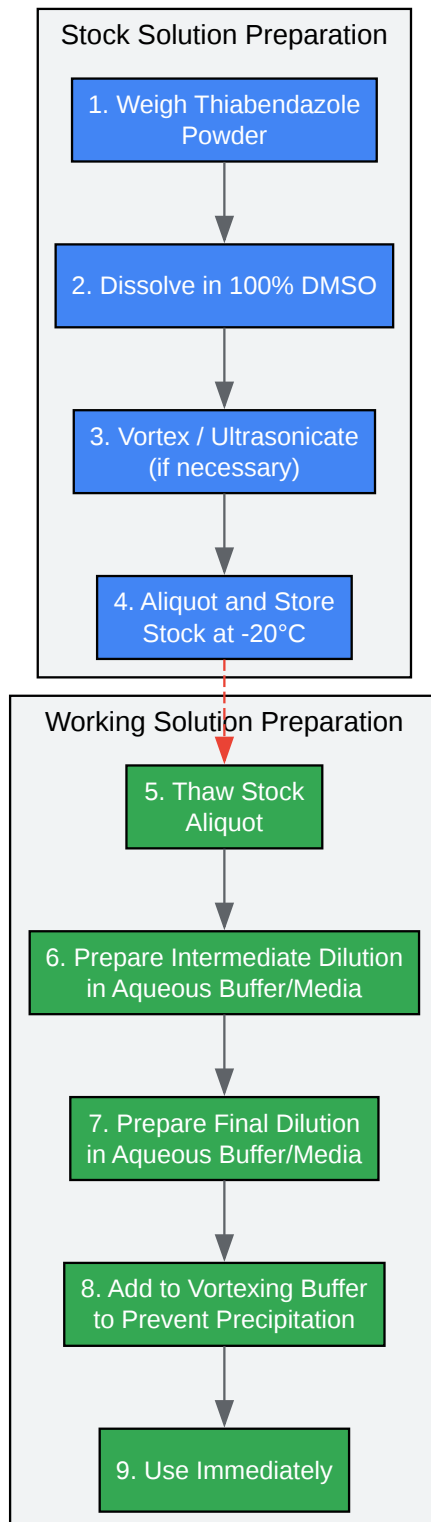 Stock Solution Preparation
1. Weigh Thiabendazole
Powder
2. Dissolve in 100% DMSO
3. Vortex / Ultrasonicate
(if necessary)
4. Aliquot and Store
Stock at -20°C
Working Solution Preparation
5. Thaw Stock
Aliquot
6. Prepare Intermediate Dilution
in Aqueous Buffer/Media
7. Prepare Final Dilution
in Aqueous Buffer/Media
8. Add to Vortexing Buffer
to Prevent Precipitation
9. Use Immediately